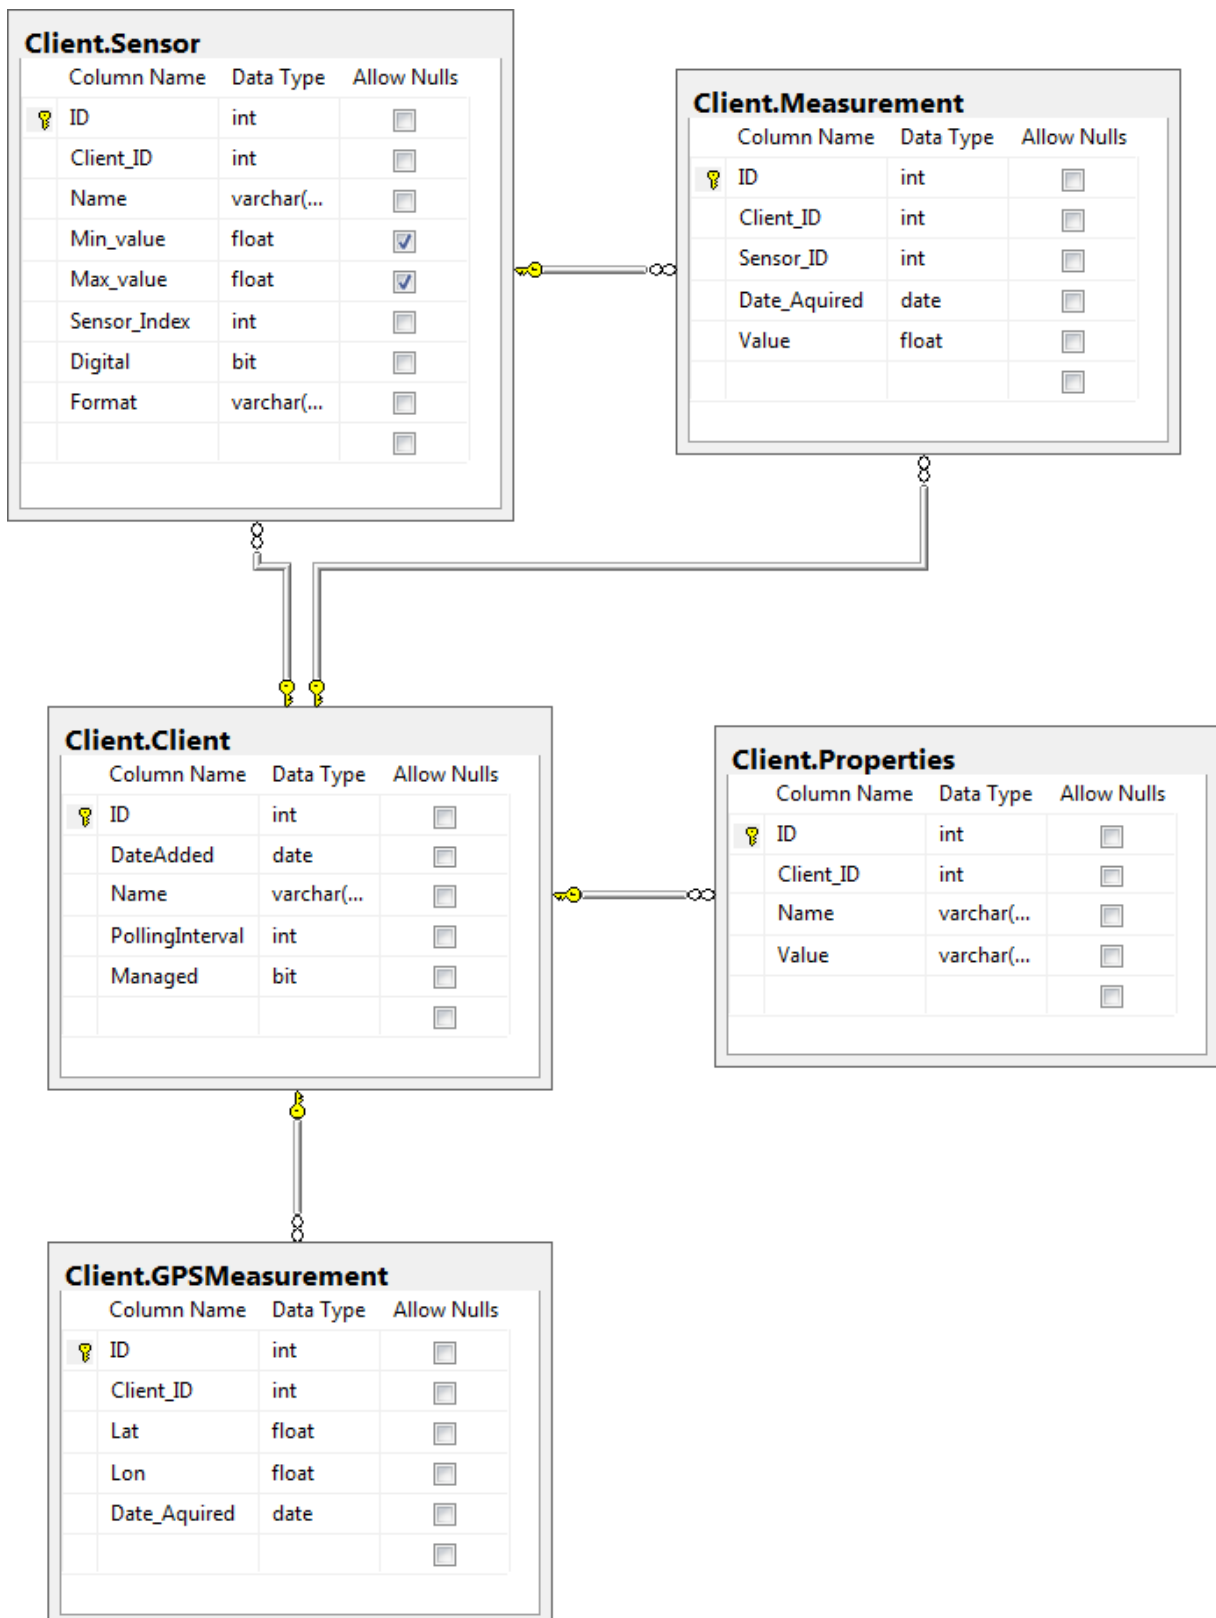 Client.Sensor
Column Name Data Type Allow Nulls
ID int
Client_ID int
Name varchar(...
Min_value float
Max_value float
Sensor_Index int
Digital bit
Format varchar(...
Client.Measurement
Column Name Data Type Allow Nulls
ID int
Client_ID int
Sensor_ID int
Date_Aquired date
Value float
Client.Client
Column Name Data Type Allow Nulls
ID int
DateAdded date
Name varchar(...
PollingInterval int
Managed bit
Client.Properties
Column Name Data Type Allow Nulls
ID int
Client_ID int
Name varchar(...
Value varchar(...
Client.GPSMeasurement
Column Name Data Type Allow Nulls
ID int
Client_ID int
Lat float
Lon float
Date_Aquired date